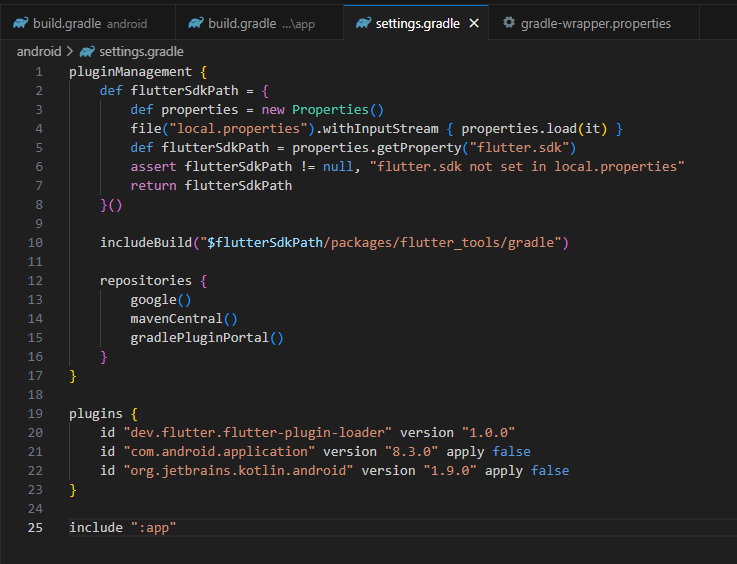 build.gradle android build.gradle ...\app settings.gradle gradle-wrapper.properties
android > settings.gradle
1 pluginManagement {
2 def flutterSdkPath = {
3 def properties = new Properties()
4 file("local.properties").withInputStream { properties.load(it) }
5 def flutterSdkPath = properties.getProperty("flutter.sdk")
6 assert flutterSdkPath != null, "flutter.sdk not set in local.properties"
7 return flutterSdkPath
8 }()
9
10 includeBuild("$flutterSdkPath/packages/flutter_tools/gradle")
11
12 repositories {
13 google()
14 mavenCentral()
15 gradlePluginPortal()
16 }
17 }
18
19 plugins {
20 id "dev.flutter.flutter-plugin-loader" version "1.0.0"
21 id "com.android.application" version "8.3.0" apply false
22 id "org.jetbrains.kotlin.android" version "1.9.0" apply false
23 }
24
25 include ":app"